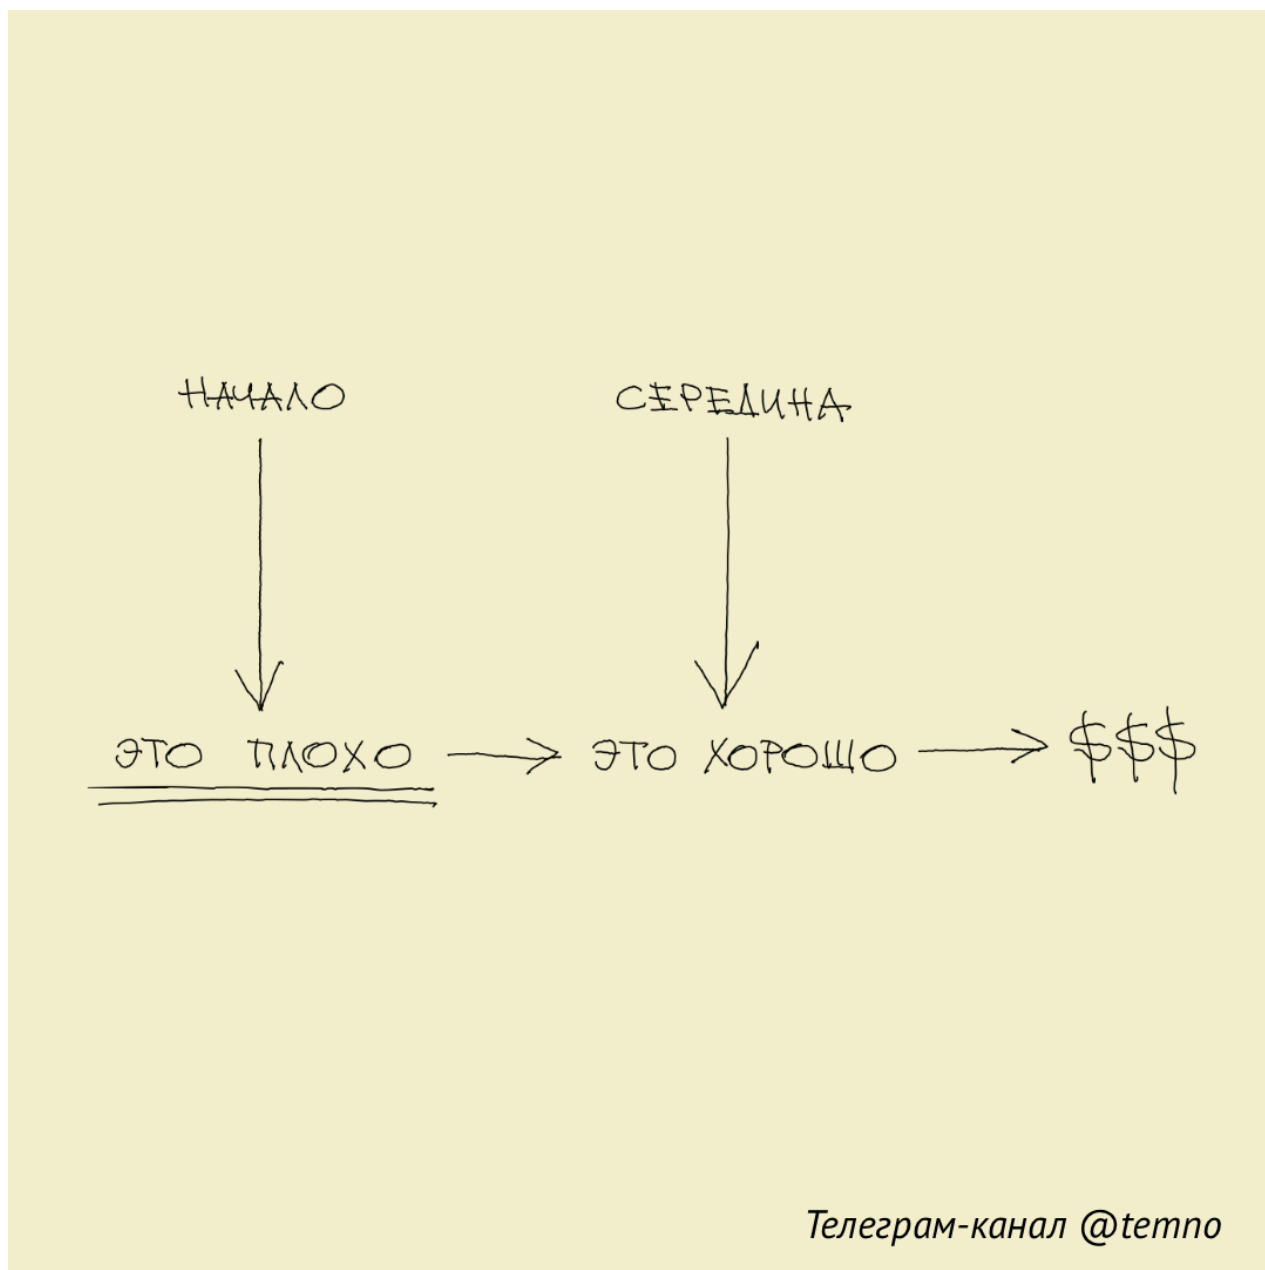 НАЧАЛО
СЕРЕДИНА
ЭТО ПЛОХО
ЭТО ХОРОШО
$$$
Телеграм-канал @temno